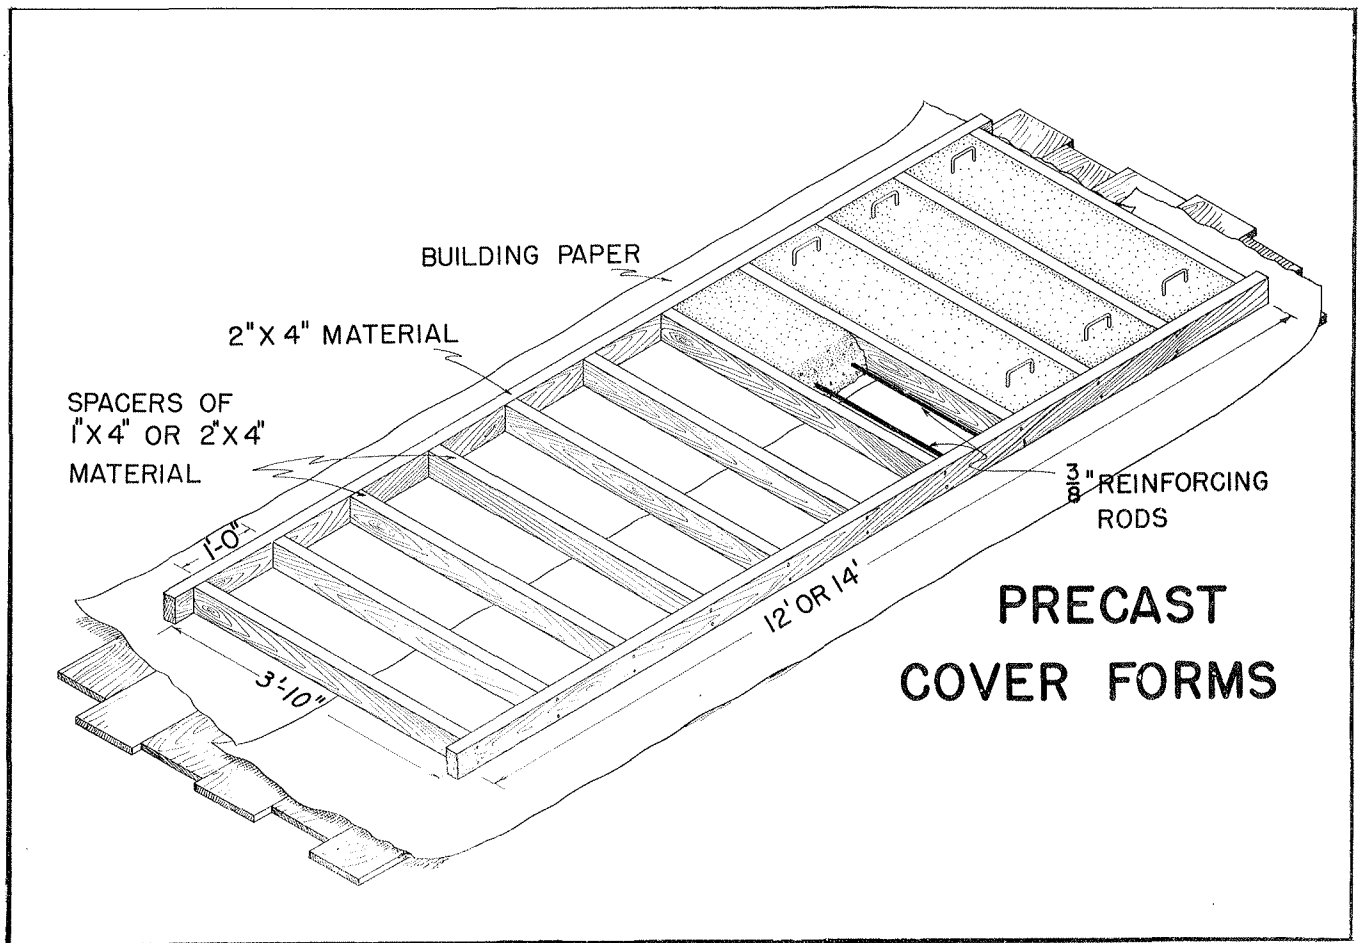 BUILDING PAPER
2"X 4" MATERIAL
SPACERS OF
1"X 4" OR 2"X 4"
MATERIAL
1'-0"
3/8" REINFORCING
RODS
12' OR 14'
3'-10"
PRECAST
COVER FORMS